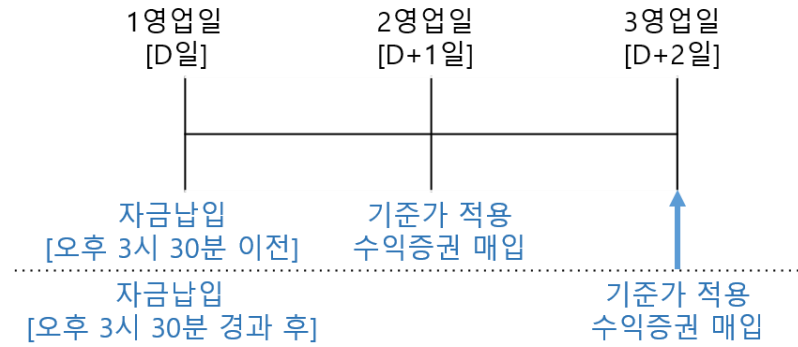 1영업일 2영업일 3영업일
[D일] [D+1일] [D+2일]
자금납입 기준가 적용
[오후 3시 30분 이전] 수익증권 매입
자금납입 기준가 적용
[오후 3시 30분 경과 후] 수익증권 매입